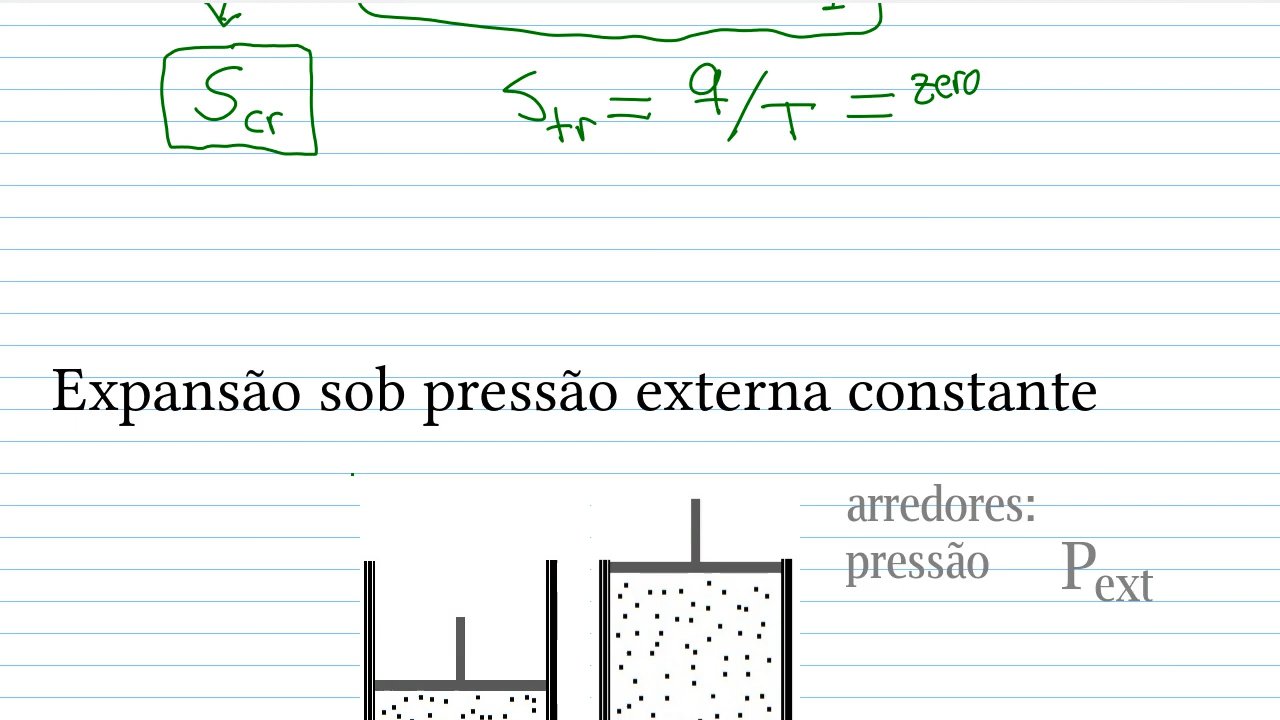 S_cr
S_tr = q/T = zero
Expansão sob pressão externa constante
arredores:
pressão P_ext